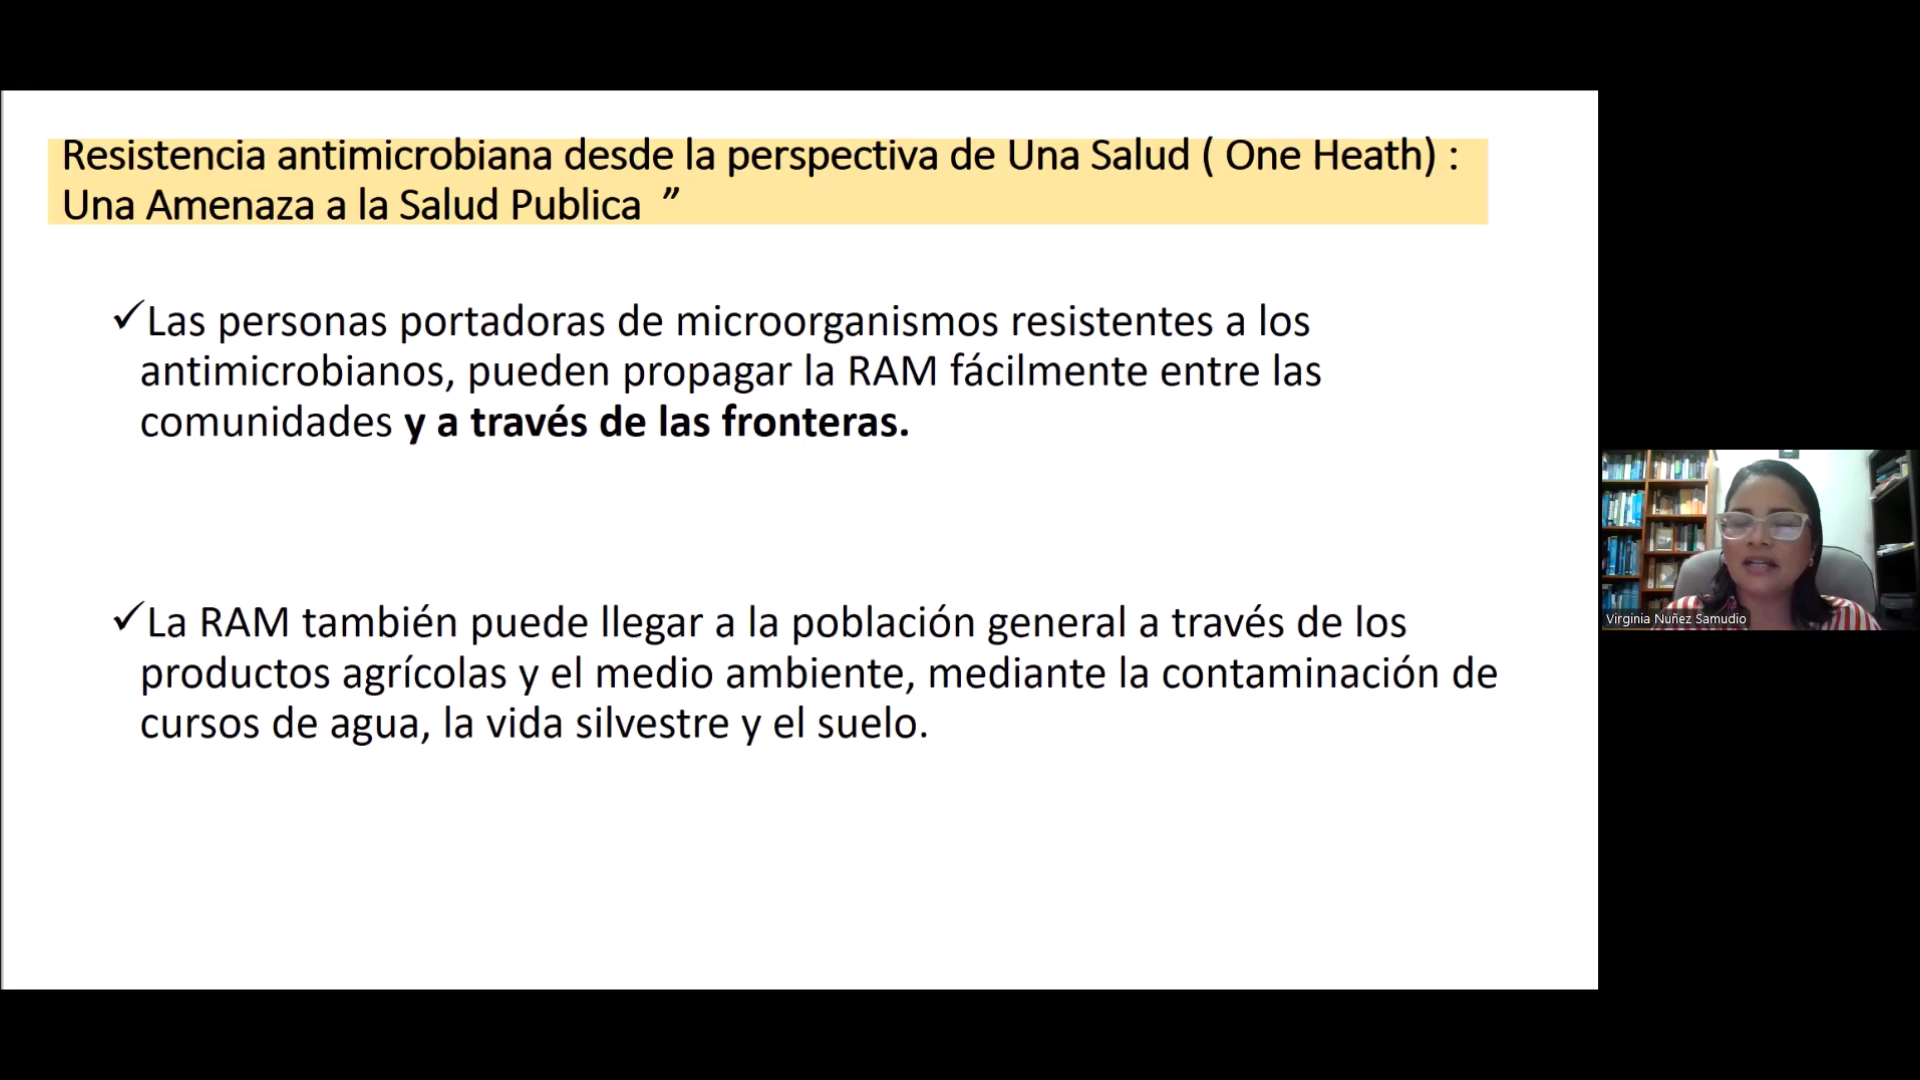 Resistencia antimicrobiana desde la perspectiva de Una Salud ( One Heath) :
Una Amenaza a la Salud Publica ”
✓Las personas portadoras de microorganismos resistentes a los
antimicrobianos, pueden propagar la RAM fácilmente entre las
comunidades y a través de las fronteras.
✓La RAM también puede llegar a la población general a través de los
productos agrícolas y el medio ambiente, mediante la contaminación de
cursos de agua, la vida silvestre y el suelo.
Virginia Nuñez Samudio